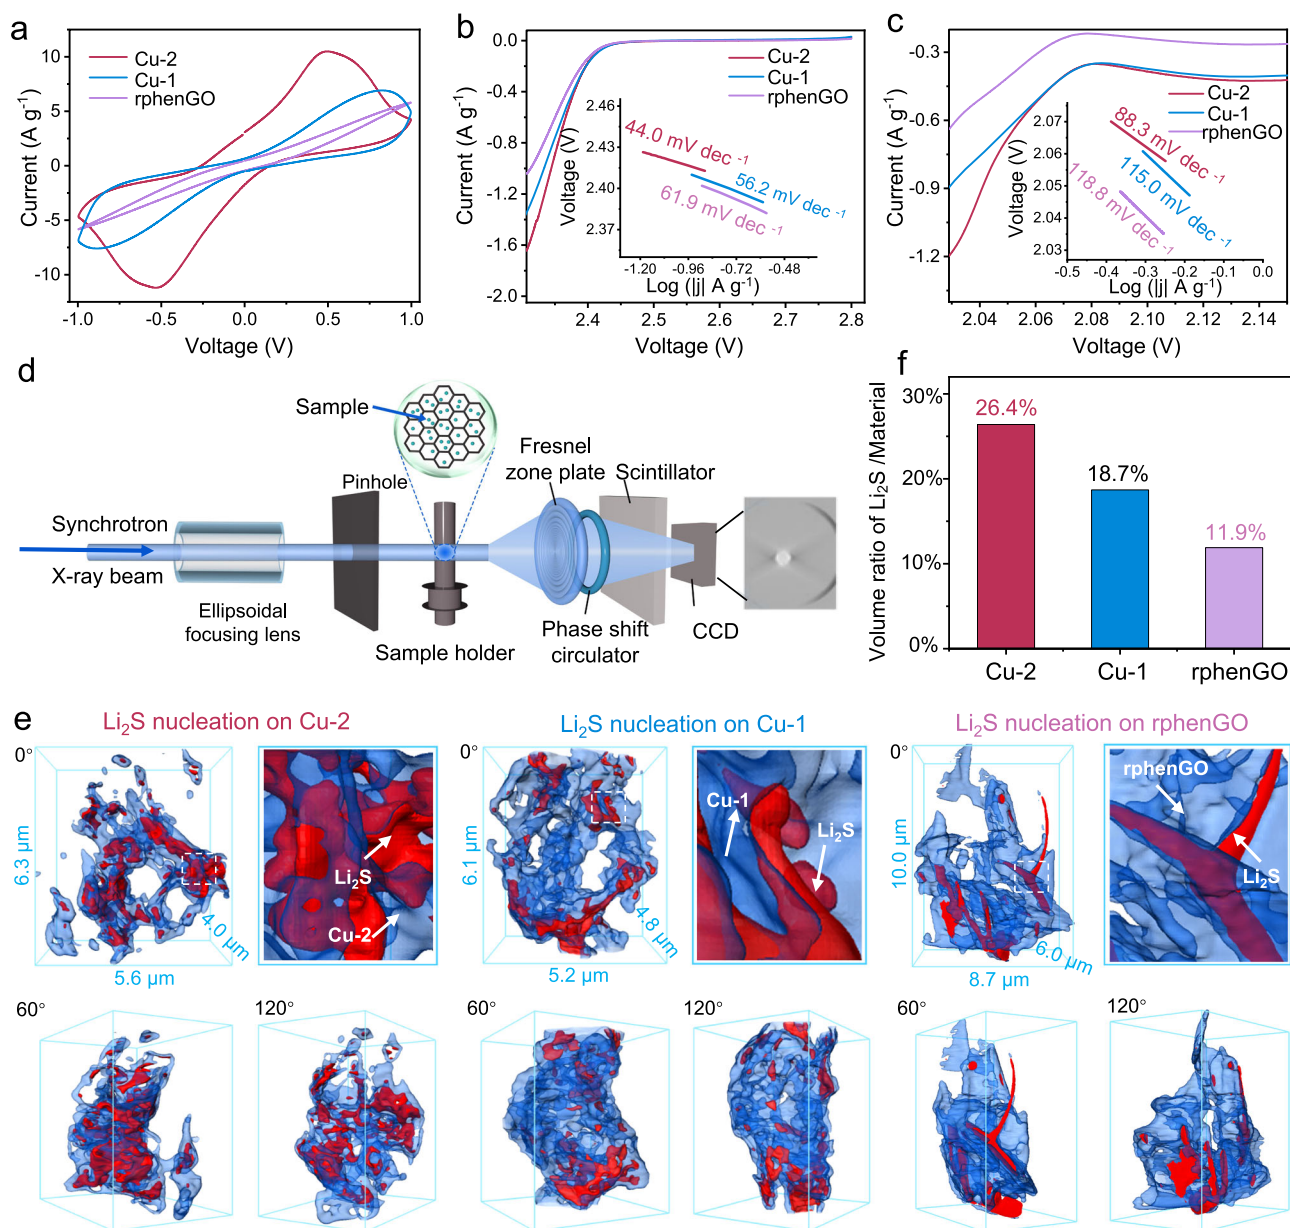 a
Cu-2
Cu-1
rphenGO
10
5
0
-5
-10
Current (A g⁻¹)
-1.0
-0.5
0.0
0.5
1.0
Voltage (V)
b
0.0
-0.4
-0.8
-1.2
-1.6
-2.0
Current (A g⁻¹)
Cu-2
Cu-1
rphenGO
2.46
2.43
2.40
2.37
Voltage (V)
44.0 mV dec ⁻¹
56.2 mV dec ⁻¹
61.9 mV dec ⁻¹
-1.20
-0.96
-0.72
-0.48
Log (|j| A g⁻¹)
2.4
2.5
2.6
2.7
2.8
Voltage (V)
c
-0.3
-0.6
-0.9
-1.2
Current (A g⁻¹)
Cu-2
Cu-1
rphenGO
2.07
2.06
2.05
2.04
2.03
Voltage (V)
88.3 mV dec ⁻¹
115.0 mV dec ⁻¹
118.8 mV dec ⁻¹
-0.5
-0.4
-0.3
-0.2
-0.1
0.0
Log (|j| A g⁻¹)
2.04
2.06
2.08
2.10
2.12
2.14
Voltage (V)
d
Sample
Pinhole
Fresnel
zone plate
Scintillator
Synchrotron
X-ray beam
Ellipsoidal
focusing lens
Sample holder
Phase shift
circulator
CCD
f
30%
20%
10%
0%
Volume ratio of Li₂S /Material
26.4%
18.7%
11.9%
Cu-2
Cu-1
rphenGO
e
Li₂S nucleation on Cu-2
Li₂S nucleation on Cu-1
Li₂S nucleation on rphenGO
0°
6.3 µm
4.0 µm
5.6 µm
Li₂S
Cu-2
0°
6.1 µm
4.8 µm
5.2 µm
Cu-1
Li₂S
0°
10.0 µm
6.0 µm
8.7 µm
rphenGO
Li₂S
60°
120°
60°
120°
60°
120°